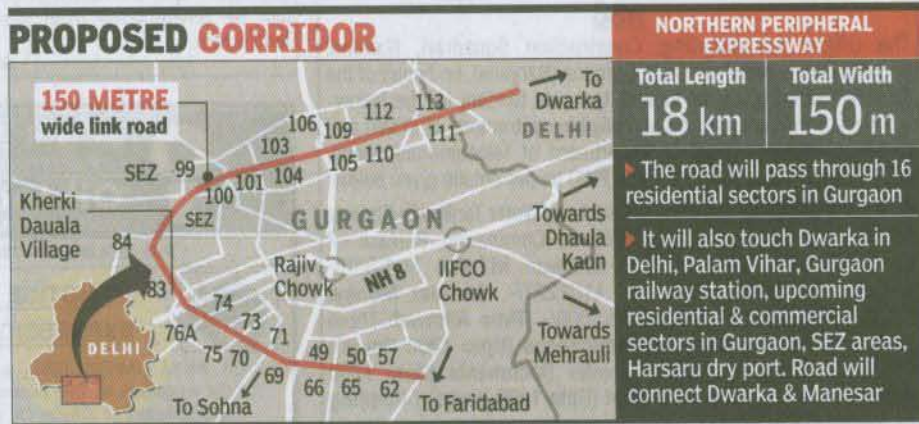 PROPOSED CORRIDOR
150 METRE
wide link road
To
Dwarka
DELHI
113
112
106
109
111
103
110
105
104
SEZ
99
101
100
SEZ
Kherki
Dauala
Village
GURGAON
Towards
Dhaula
Kaun
84
Rajiv
Chowk
NH 8
IIFCO
Chowk
83
74
73
71
76A
75
70
69
49
50
57
66
65
62
Towards
Mehrauli
DELHI
To Sohna
To Faridabad
NORTHERN PERIPHERAL
EXPRESSWAY
Total Length
18 km
Total Width
150 m
The road will pass through 16
residential sectors in Gurgaon
It will also touch Dwarka in
Delhi, Palam Vihar, Gurgaon
railway station, upcoming
residential & commercial
sectors in Gurgaon, SEZ areas,
Harsaru dry port. Road will
connect Dwarka & Manesar